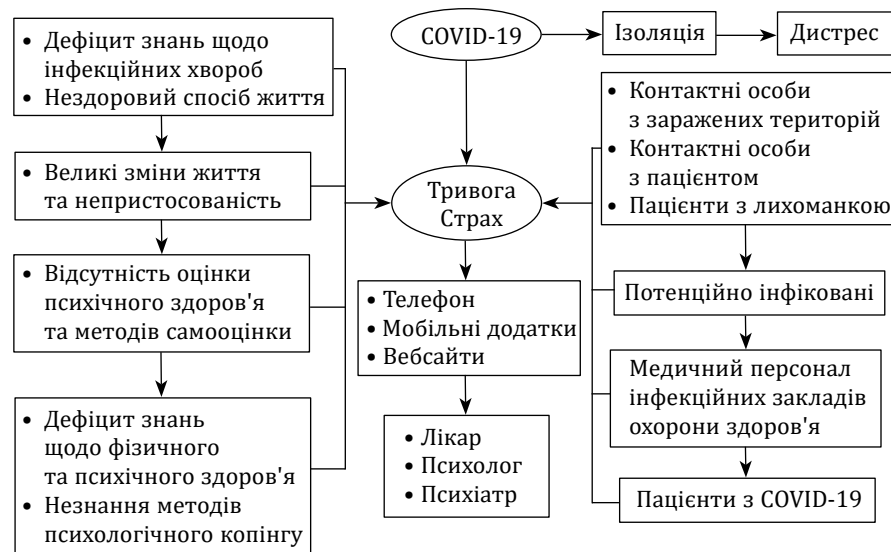 • Дефіцит знань щодо
інфекційних хвороб
• Нездоровий спосіб життя
• Великі зміни життя
та непристосованість
• Відсутність оцінки
психічного здоров'я
та методів самооцінки
• Дефіцит знань
щодо фізичного
та психічного здоров'я
• Незнання методів
психологічного копінгу
COVID-19
Ізоляція
Дистрес
Тривога
Страх
• Телефон
• Мобільні додатки
• Вебсайти
• Лікар
• Психолог
• Психіатр
• Контактні особи
з заражених територій
• Контактні особи
з пацієнтом
• Пацієнти з лихоманкою
Потенційно інфіковані
Медичний персонал
інфекційних закладів
охорони здоров'я
Пацієнти з COVID-19